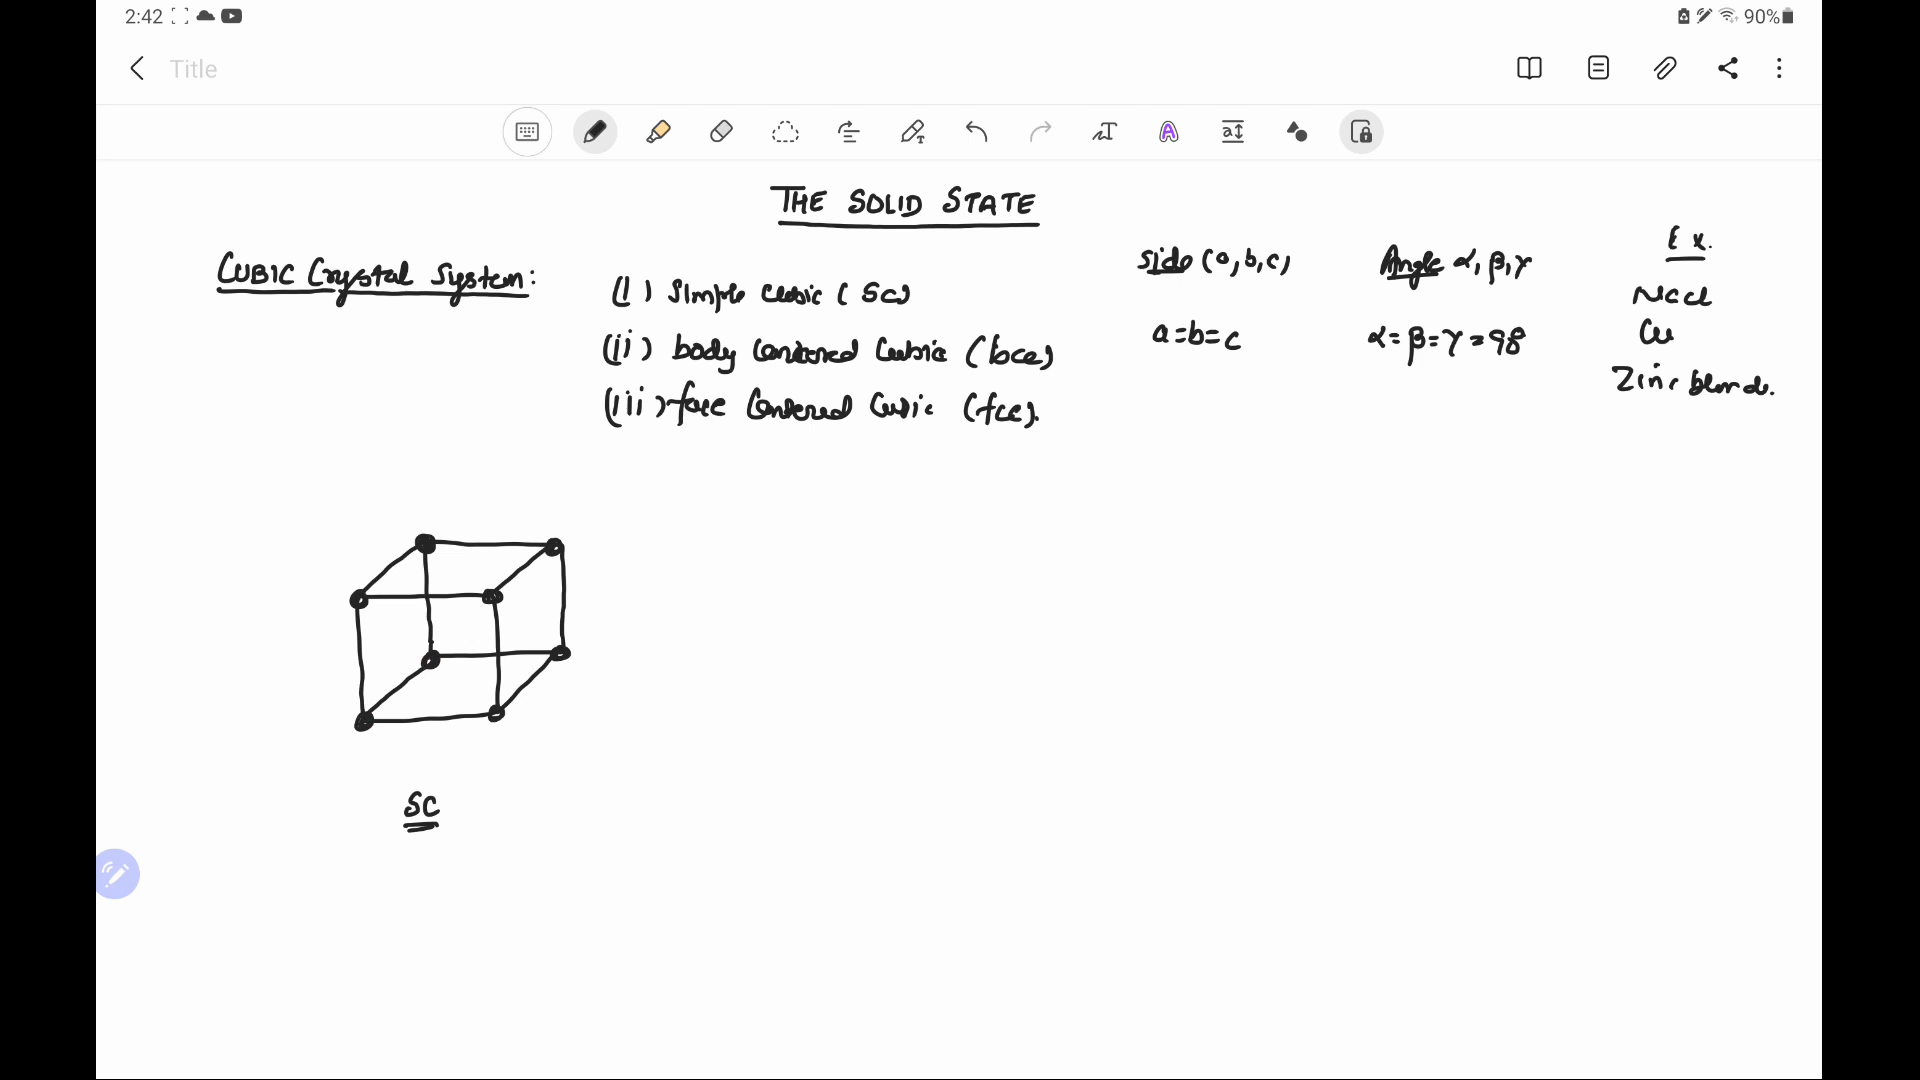 2:42
90%
Title
THE SOLID STATE
CUBIC Crystal System:
(i) Simple cubic (SC)
(ii) body Centered Cubic (bcc)
(iii) face Centered Cubic (fcc).
Side (a, b, c)
a=b=c
Angle α, β, γ
α=β=γ=90°
Ex.
NaCl
Cu
Zinc blend.
SC